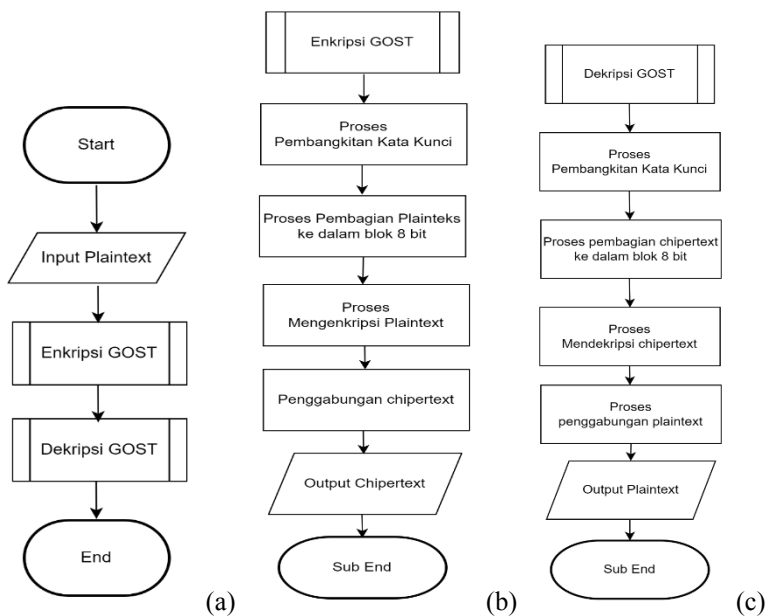 Start
Input Plaintext
Enkripsi GOST
Dekripsi GOST
End
(a)
Enkripsi GOST
Proses
Pembangkitan Kata Kunci
Proses Pembagian Plainteks
ke dalam blok 8 bit
Proses
Mengenkripsi Plaintext
Penggabungan chipertext
Output Chipertext
Sub End
(b)
Dekripsi GOST
Proses
Pembangkitan Kata Kunci
Proses pembagian chipertext
ke dalam blok 8 bit
Proses
Mendekripsi chipertext
Proses
penggabungan plaintext
Output Plaintext
Sub End
(c)